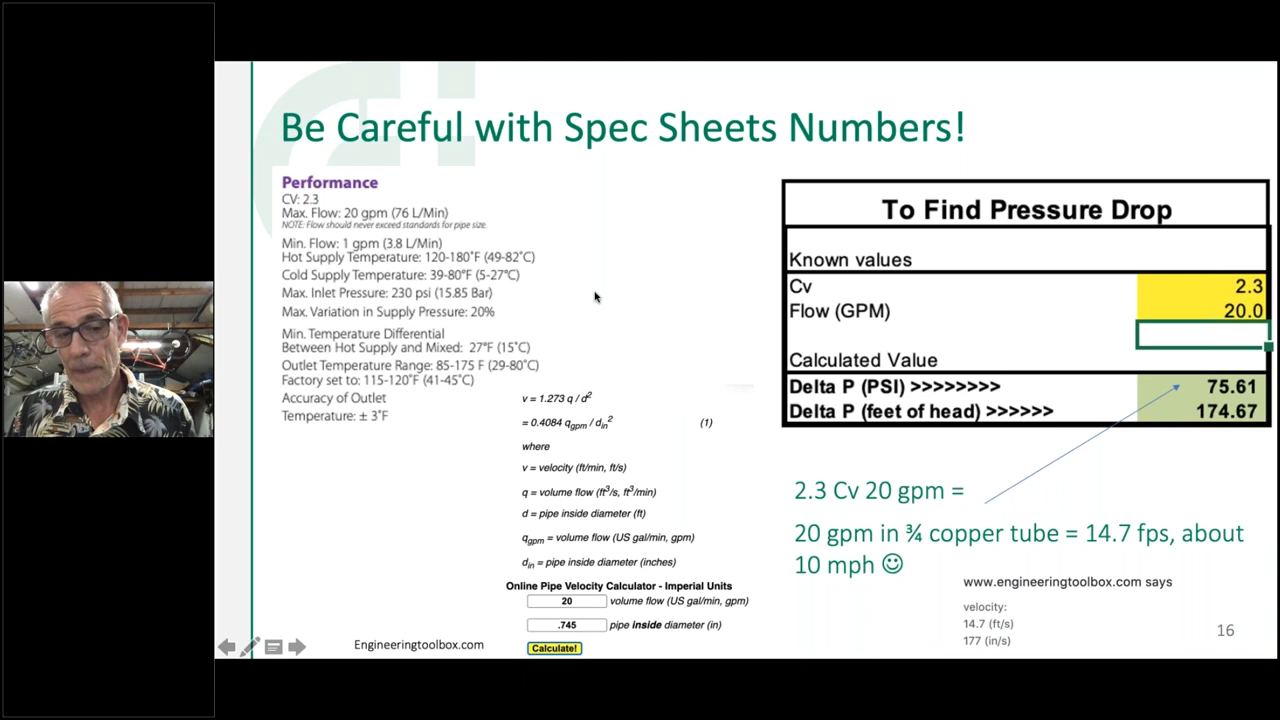 Be Careful with Spec Sheets Numbers!
Performance
CV: 2.3
Max. Flow: 20 gpm (76 L/Min)
NOTE: Flow should never exceed standards for pipe size.
Min. Flow: 1 gpm (3.8 L/Min)
Hot Supply Temperature: 120-180°F (49-82°C)
Cold Supply Temperature: 39-80°F (5-27°C)
Max. Inlet Pressure: 230 psi (15.85 Bar)
Max. Variation in Supply Pressure: 20%
Min. Temperature Differential
Between Hot Supply and Mixed: 27°F (15°C)
Outlet Temperature Range: 85-175 F (29-80°C)
Factory set to: 115-120°F (41-45°C)
Accuracy of Outlet
Temperature: ± 3°F
v = 1.273 q / d²
= 0.4084 qgpm / din² (1)
where
v = velocity (ft/min, ft/s)
q = volume flow (ft³/s, ft³/min)
d = pipe inside diameter (ft)
qgpm = volume flow (US gal/min, gpm)
din = pipe inside diameter (inches)
Online Pipe Velocity Calculator - Imperial Units
20 volume flow (US gal/min, gpm)
.745 pipe inside diameter (in)
Calculate!
Engineeringtoolbox.com
To Find Pressure Drop
Known values
Cv 2.3
Flow (GPM) 20.0
Calculated Value
Delta P (PSI) >>>>>>>> 75.61
Delta P (feet of head) >>>>>> 174.67
2.3 Cv 20 gpm =
20 gpm in ¾ copper tube = 14.7 fps, about
10 mph ☺
www.engineeringtoolbox.com says
velocity:
14.7 (ft/s)
177 (in/s)
16